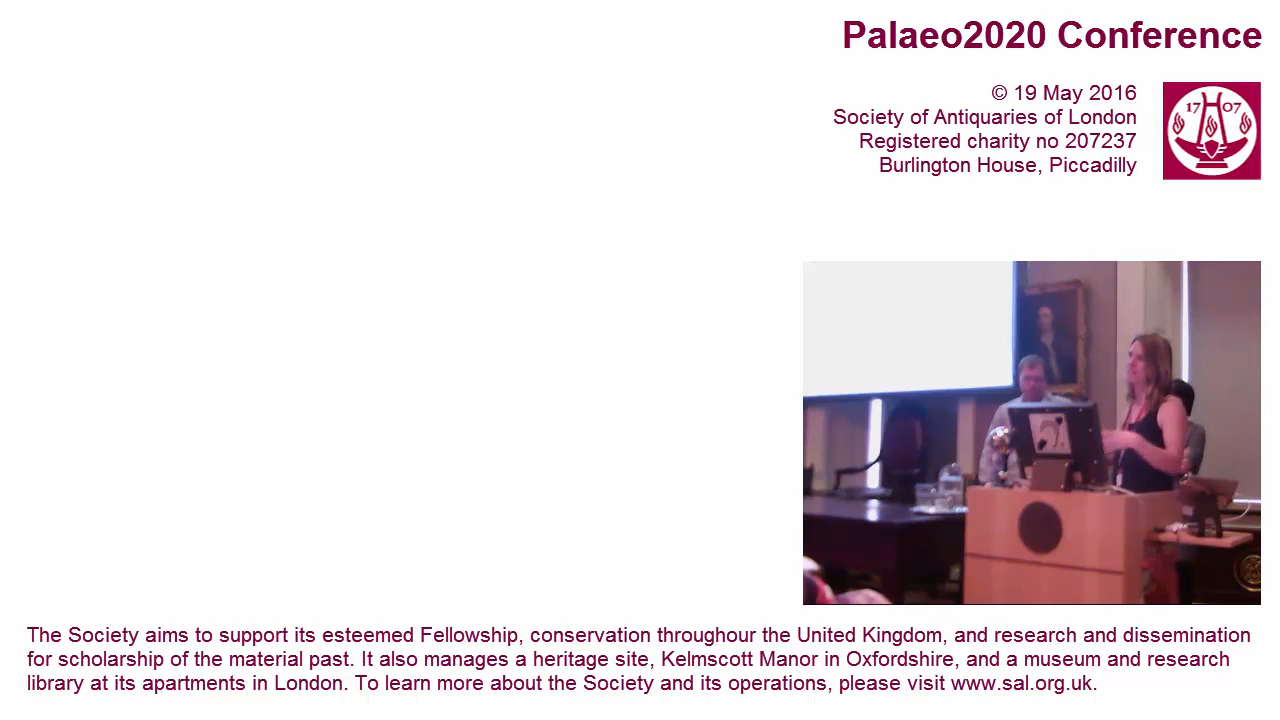 Palaeo2020 Conference
© 19 May 2016
Society of Antiquaries of London
Registered charity no 207237
Burlington House, Piccadilly
17 07
The Society aims to support its esteemed Fellowship, conservation throughour the United Kingdom, and research and dissemination
for scholarship of the material past. It also manages a heritage site, Kelmscott Manor in Oxfordshire, and a museum and research
library at its apartments in London. To learn more about the Society and its operations, please visit www.sal.org.uk.